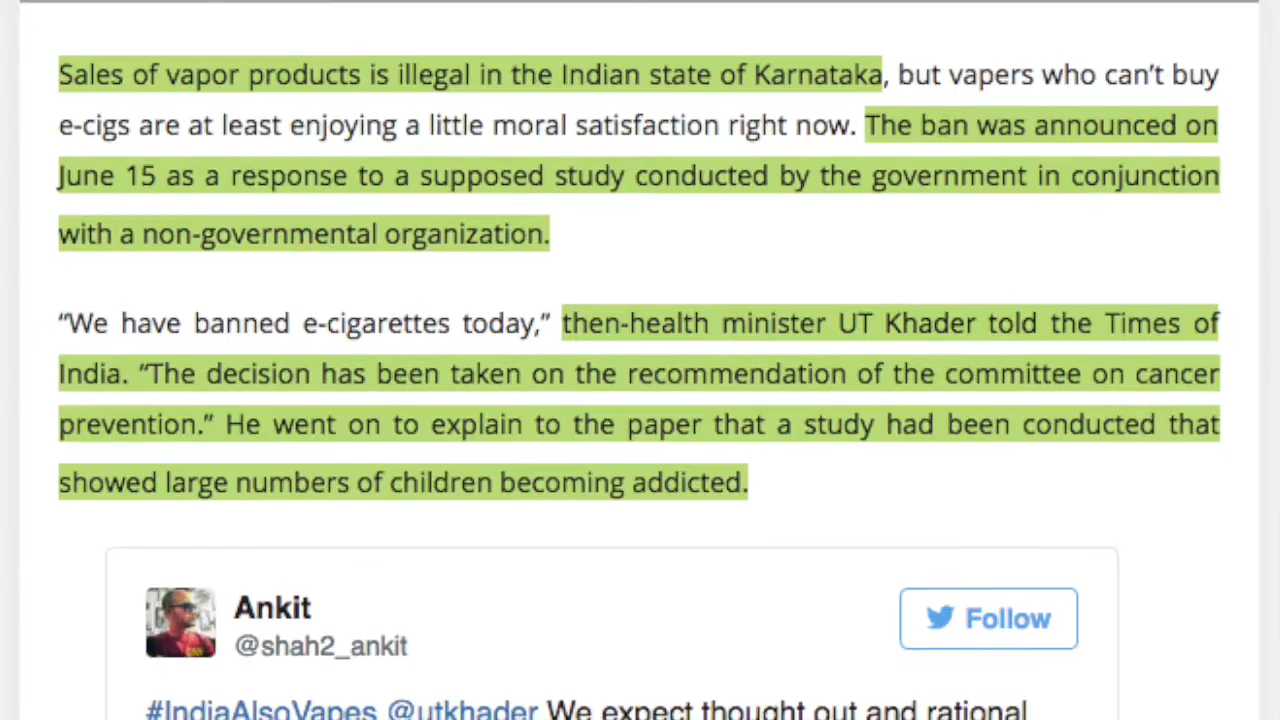 Sales of vapor products is illegal in the Indian state of Karnataka, but vapers who can’t buy
e-cigs are at least enjoying a little moral satisfaction right now. The ban was announced on
June 15 as a response to a supposed study conducted by the government in conjunction
with a non-governmental organization.
“We have banned e-cigarettes today,” then-health minister UT Khader told the Times of
India. “The decision has been taken on the recommendation of the committee on cancer
prevention.” He went on to explain to the paper that a study had been conducted that
showed large numbers of children becoming addicted.
Ankit
Follow
@shah2_ankit
#IndiaAlsoVapes @utkhader We expect thought out and rational